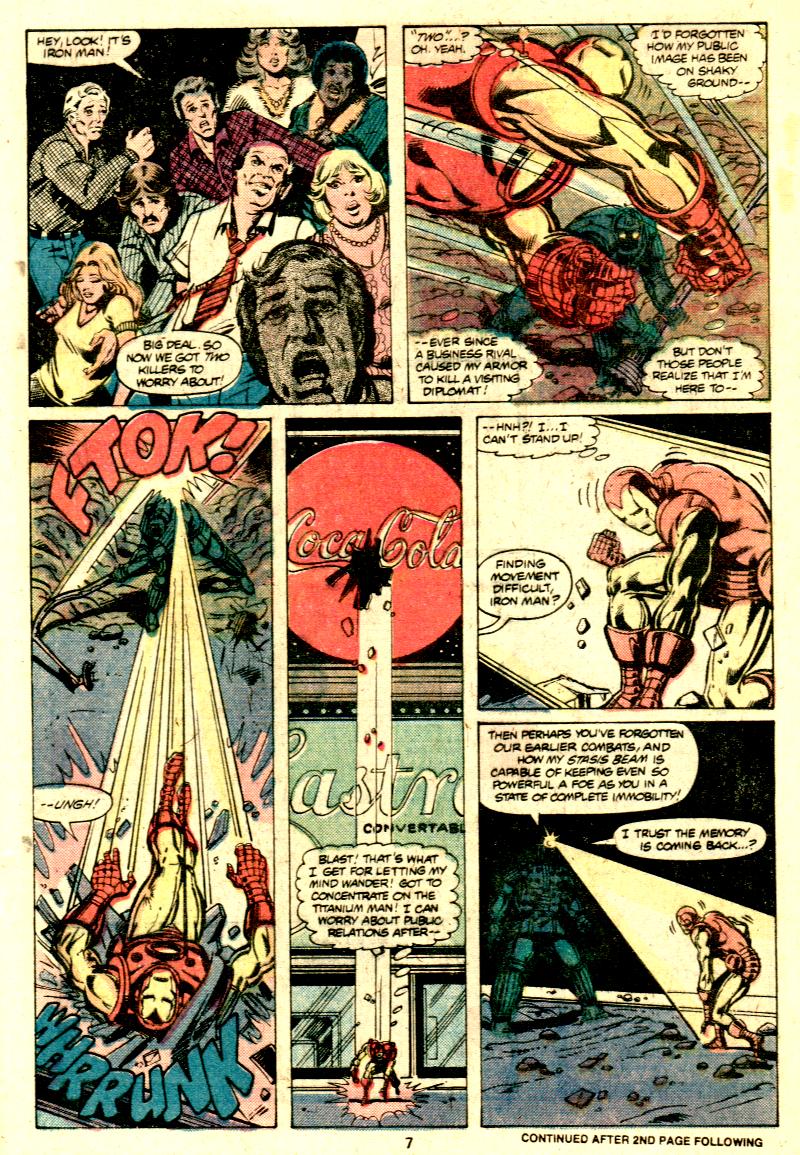 HEY, LOOK! IT'S
IRON MAN!
BIG DEAL. SO
NOW WE GOT TWO
KILLERS TO
WORRY ABOUT!
"TWO"...?
OH. YEAH.
I'D FORGOTTEN
HOW MY PUBLIC
IMAGE HAS BEEN
ON SHAKY
GROUND--
--EVER SINCE
A BUSINESS RIVAL
CAUSED MY ARMOR
TO KILL A VISITING
DIPLOMAT!
BUT DON'T
THOSE PEOPLE
REALIZE THAT I'M
HERE TO--
FTOK!
--UNGH!
WHRRUNK
Coca Cola
astr
CONVERTABL
BLAST! THAT'S WHAT
I GET FOR LETTING MY
MIND WANDER! GOT TO
CONCENTRATE ON THE
TITANIUM MAN! I CAN
WORRY ABOUT PUBLIC
RELATIONS AFTER--
--HNH?! I...I
CAN'T STAND UP!
FINDING
MOVEMENT
DIFFICULT,
IRON MAN?
THEN PERHAPS YOU'VE FORGOTTEN
OUR EARLIER COMBATS, AND
HOW MY STASIS BEAM IS
CAPABLE OF KEEPING EVEN SO
POWERFUL A FOE AS YOU IN A
STATE OF COMPLETE IMMOBILITY!
I TRUST THE MEMORY
IS COMING BACK...?
7
CONTINUED AFTER 2ND PAGE FOLLOWING